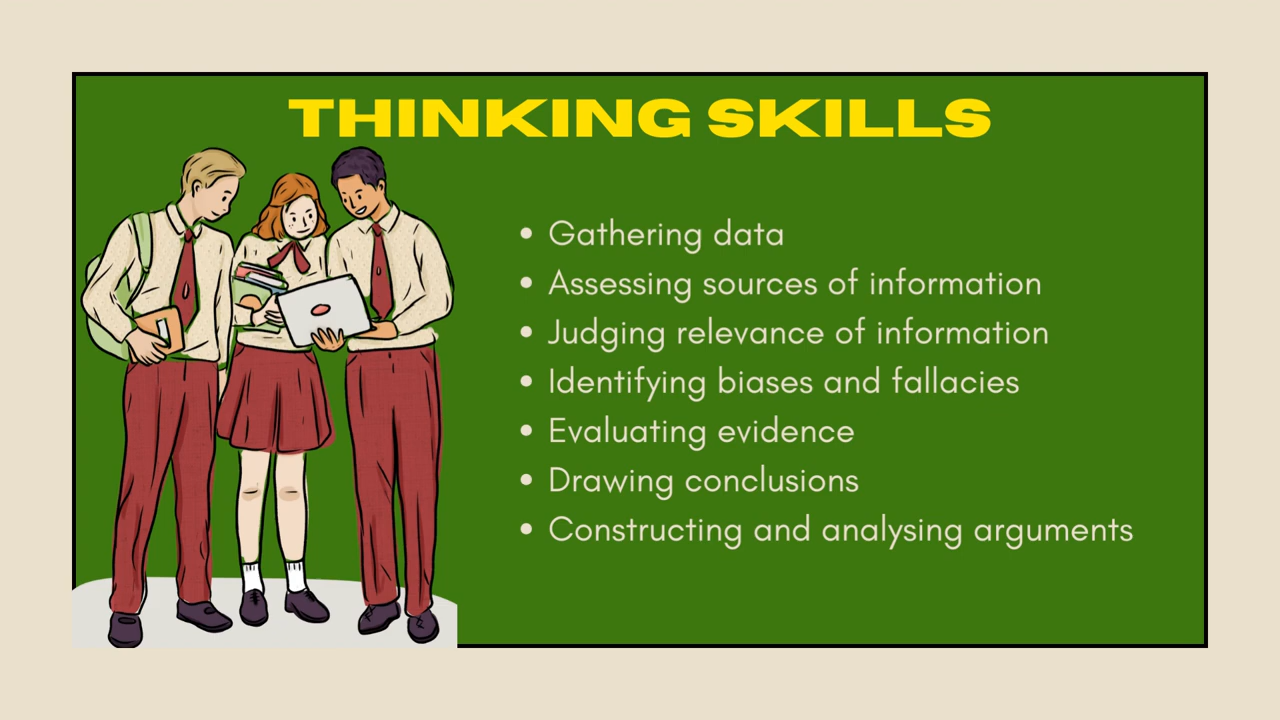 THINKING SKILLS
• Gathering data
• Assessing sources of information
• Judging relevance of information
• Identifying biases and fallacies
• Evaluating evidence
• Drawing conclusions
• Constructing and analysing arguments